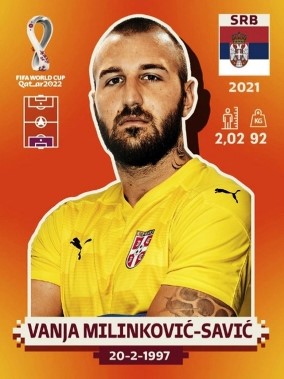 SRB
FIFA WORLD CUP
Qatar2022
2021
KG
2,02 92
VANJA MILINKOVIĆ-SAVIĆ
20-2-1997